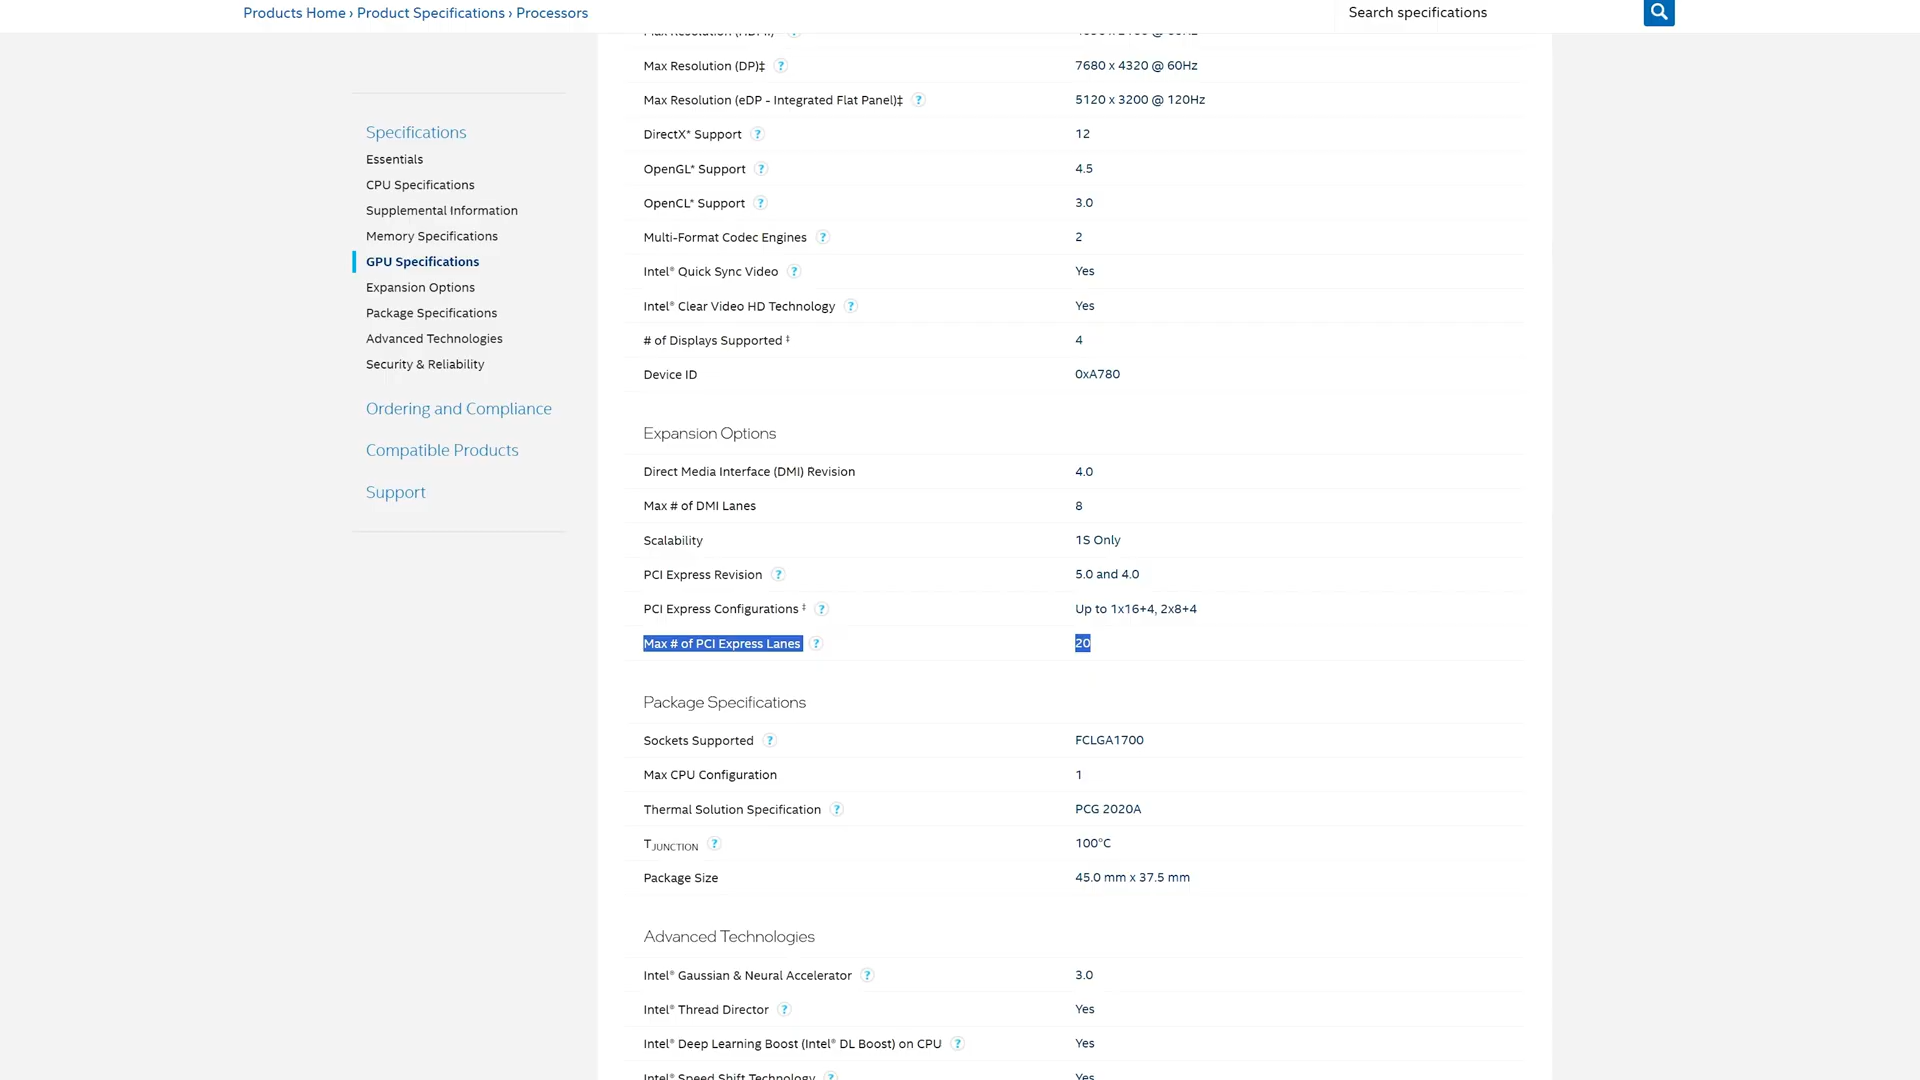 Products Home › Product Specifications › Processors
Search specifications
Specifications
Essentials
CPU Specifications
Supplemental Information
Memory Specifications
GPU Specifications
Expansion Options
Package Specifications
Advanced Technologies
Security & Reliability
Ordering and Compliance
Compatible Products
Support
Max Resolution (DP)‡ ? 7680 x 4320 @ 60Hz
Max Resolution (eDP - Integrated Flat Panel)‡ ? 5120 x 3200 @ 120Hz
DirectX* Support ? 12
OpenGL* Support ? 4.5
OpenCL* Support ? 3.0
Multi-Format Codec Engines ? 2
Intel® Quick Sync Video ? Yes
Intel® Clear Video HD Technology ? Yes
# of Displays Supported ‡ 4
Device ID 0xA780
Expansion Options
Direct Media Interface (DMI) Revision 4.0
Max # of DMI Lanes 8
Scalability 1S Only
PCI Express Revision ? 5.0 and 4.0
PCI Express Configurations ‡ ? Up to 1x16+4, 2x8+4
Max # of PCI Express Lanes ? 20
Package Specifications
Sockets Supported ? FCLGA1700
Max CPU Configuration 1
Thermal Solution Specification ? PCG 2020A
TJUNCTION ? 100°C
Package Size 45.0 mm x 37.5 mm
Advanced Technologies
Intel® Gaussian & Neural Accelerator ? 3.0
Intel® Thread Director ? Yes
Intel® Deep Learning Boost (Intel® DL Boost) on CPU ? Yes
Intel® Speed Shift Technology ? Yes